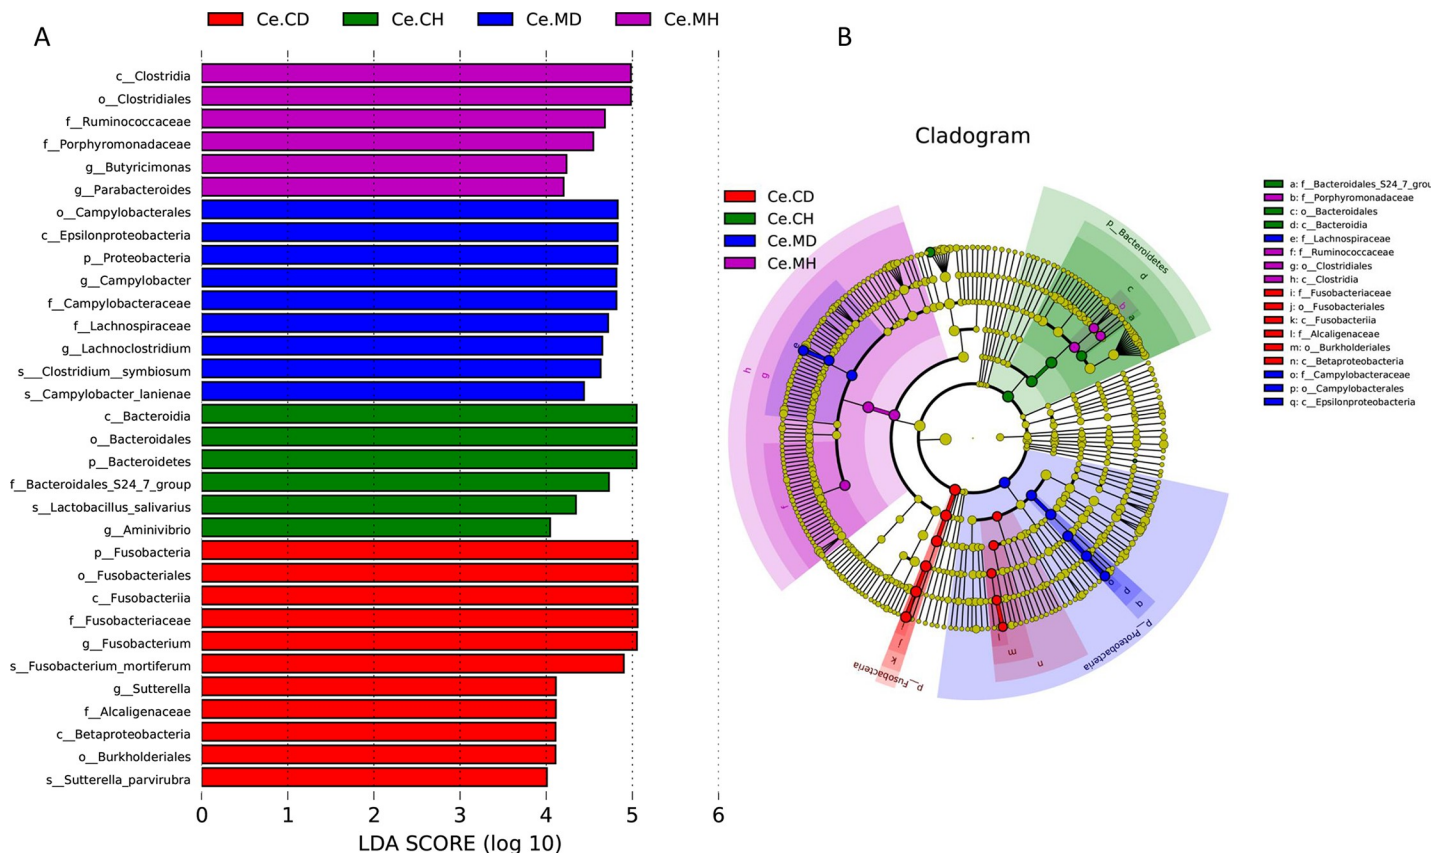 Ce.CD Ce.CH Ce.MD Ce.MH
A
c__Clostridia
o__Clostridiales
f__Ruminococcaceae
f__Porphyromonadaceae
g__Butyricimonas
g__Parabacteroides
o__Campylobacterales
c__Epsilonproteobacteria
p__Proteobacteria
g__Campylobacter
f__Campylobacteraceae
f__Lachnospiraceae
g__Lachnoclostridium
s___Clostridium__symbiosum
s__Campylobacter_lanienae
c__Bacteroidia
o__Bacteroidales
p__Bacteroidetes
f__Bacteroidales_S24_7_group
s__Lactobacillus_salivarius
g__Aminivibrio
p__Fusobacteria
o__Fusobacteriales
c__Fusobacteriia
f__Fusobacteriaceae
g__Fusobacterium
s__Fusobacterium_mortiferum
g__Sutterella
f__Alcaligenaceae
c__Betaproteobacteria
o__Burkholderiales
s__Sutterella_parvirubra
0 1 2 3 4 5 6
LDA SCORE (log 10)
B
Cladogram
Ce.CD
Ce.CH
Ce.MD
Ce.MH
p__Bacteroidetes
d
c
b
a
e
h
g
f
j
k
p__Fusobacteria
l
m
n
o
p
q
p__Proteobacteria
a: f__Bacteroidales_S24_7_grou
b: f__Porphyromonadaceae
c: o__Bacteroidales
d: c__Bacteroidia
e: f__Lachnospiraceae
f: f__Ruminococcaceae
g: o__Clostridiales
h: c__Clostridia
i: f__Fusobacteriaceae
j: o__Fusobacteriales
k: c__Fusobacteriia
l: f__Alcaligenaceae
m: o__Burkholderiales
n: c__Betaproteobacteria
o: f__Campylobacteraceae
p: o__Campylobacterales
q: c__Epsilonproteobacteria